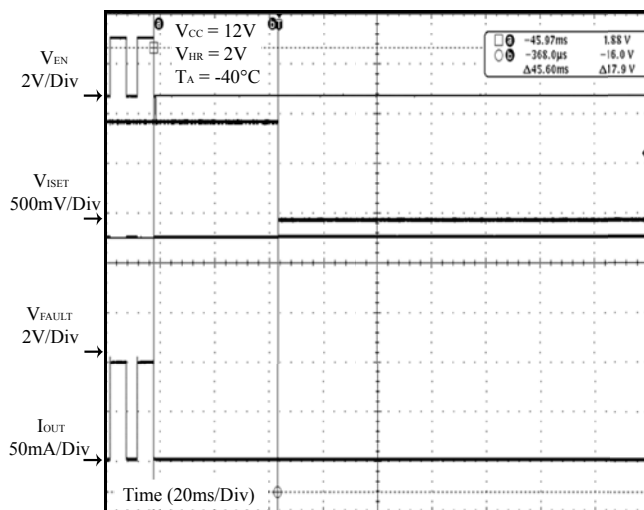 VCC = 12V
VHR = 2V
TA = -40°C
a
b
T
a -45.97ms 1.88 V
b -368.0µs -16.0 V
Δ45.60ms Δ17.9 V
VEN
2V/Div
VISET
500mV/Div
VFAULT
2V/Div
IOUT
50mA/Div
Time (20ms/Div)